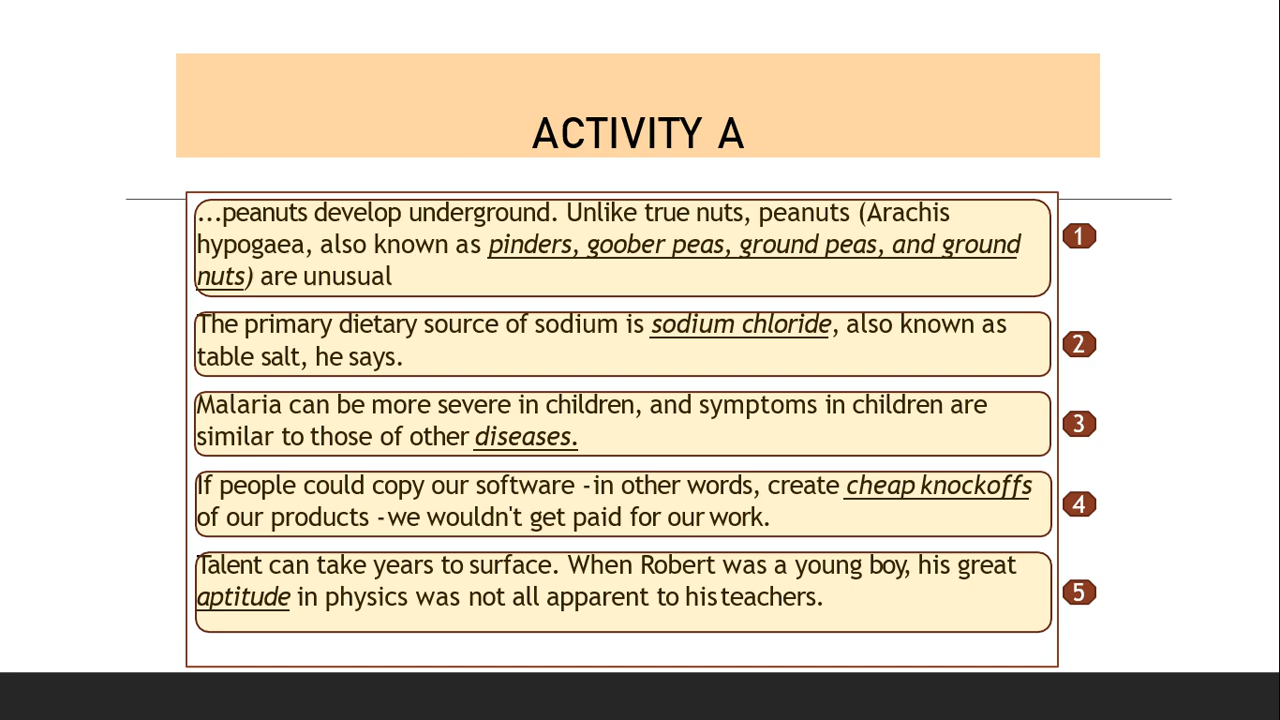 ACTIVITY A
...peanuts develop underground. Unlike true nuts, peanuts (Arachis
hypogaea, also known as pinders, goober peas, ground peas, and ground
nuts) are unusual
1
The primary dietary source of sodium is sodium chloride, also known as
table salt, he says.
2
Malaria can be more severe in children, and symptoms in children are
similar to those of other diseases.
3
If people could copy our software -in other words, create cheap knockoffs
of our products -we wouldn't get paid for our work.
4
Talent can take years to surface. When Robert was a young boy, his great
aptitude in physics was not all apparent to his teachers.
5